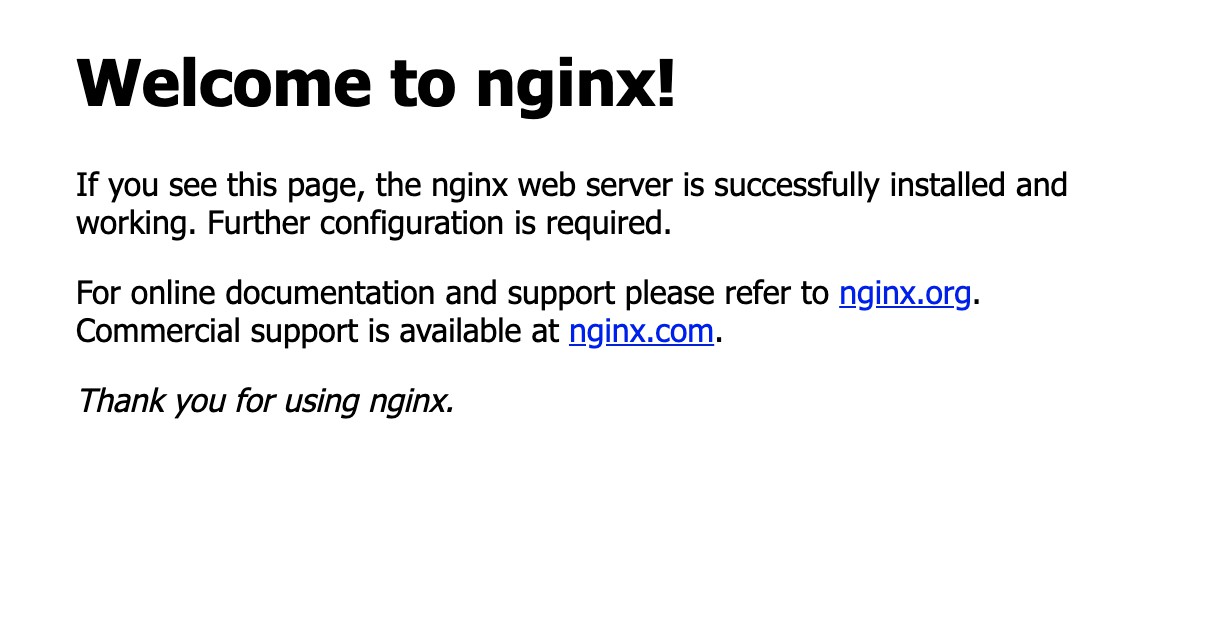 Welcome to nginx!
If you see this page, the nginx web server is successfully installed and
working. Further configuration is required.
For online documentation and support please refer to nginx.org.
Commercial support is available at nginx.com.
Thank you for using nginx.